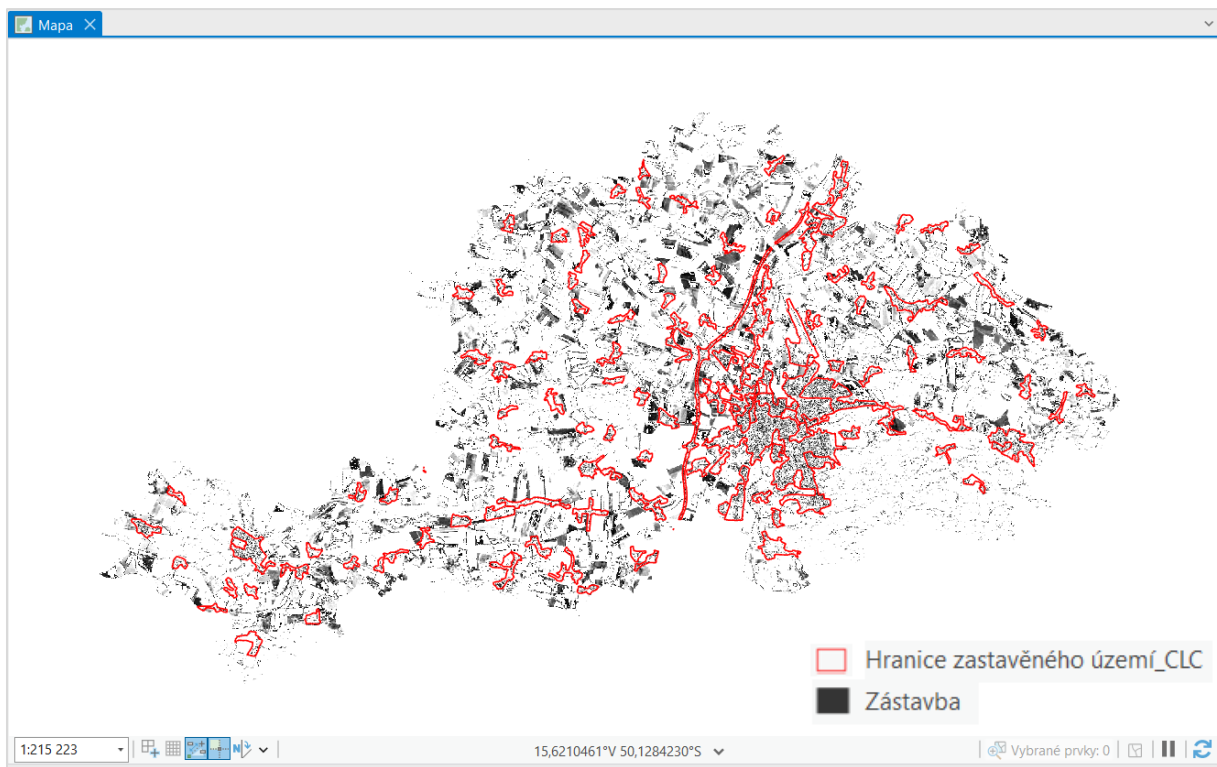 Mapa
Hranice zastavěného území_CLC
Zástavba
1:215 223
15,6210461°V 50,1284230°S
Vybrané prvky: 0